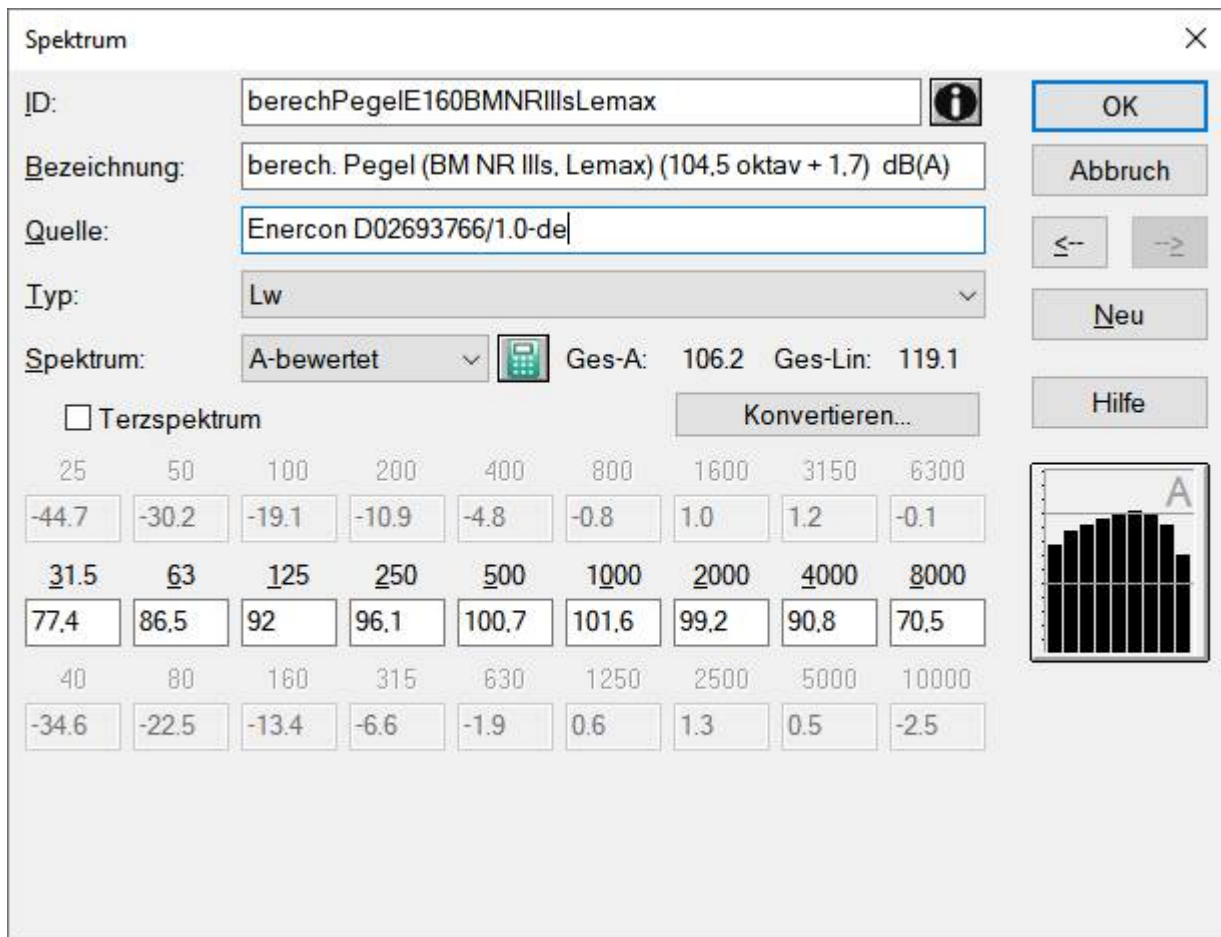 Spektrum
ID: berechPegelE160BMNRIIIsLemax OK
Bezeichnung: berech. Pegel (BM NR IIIs, Lemax) (104,5 oktav + 1,7) dB(A) Abbruch
Quelle: Enercon D02693766/1.0-de <-- -->
Typ: Lw Neu
Spektrum: A-bewertet Ges-A: 106.2 Ges-Lin: 119.1
Terzspektrum Konvertieren... Hilfe
25 50 100 200 400 800 1600 3150 6300
-44.7 -30.2 -19.1 -10.9 -4.8 -0.8 1.0 1.2 -0.1
31.5 63 125 250 500 1000 2000 4000 8000
77,4 86,5 92 96,1 100,7 101,6 99,2 90,8 70,5
40 80 160 315 630 1250 2500 5000 10000
-34.6 -22.5 -13.4 -6.6 -1.9 0.6 1.3 0.5 -2.5
A